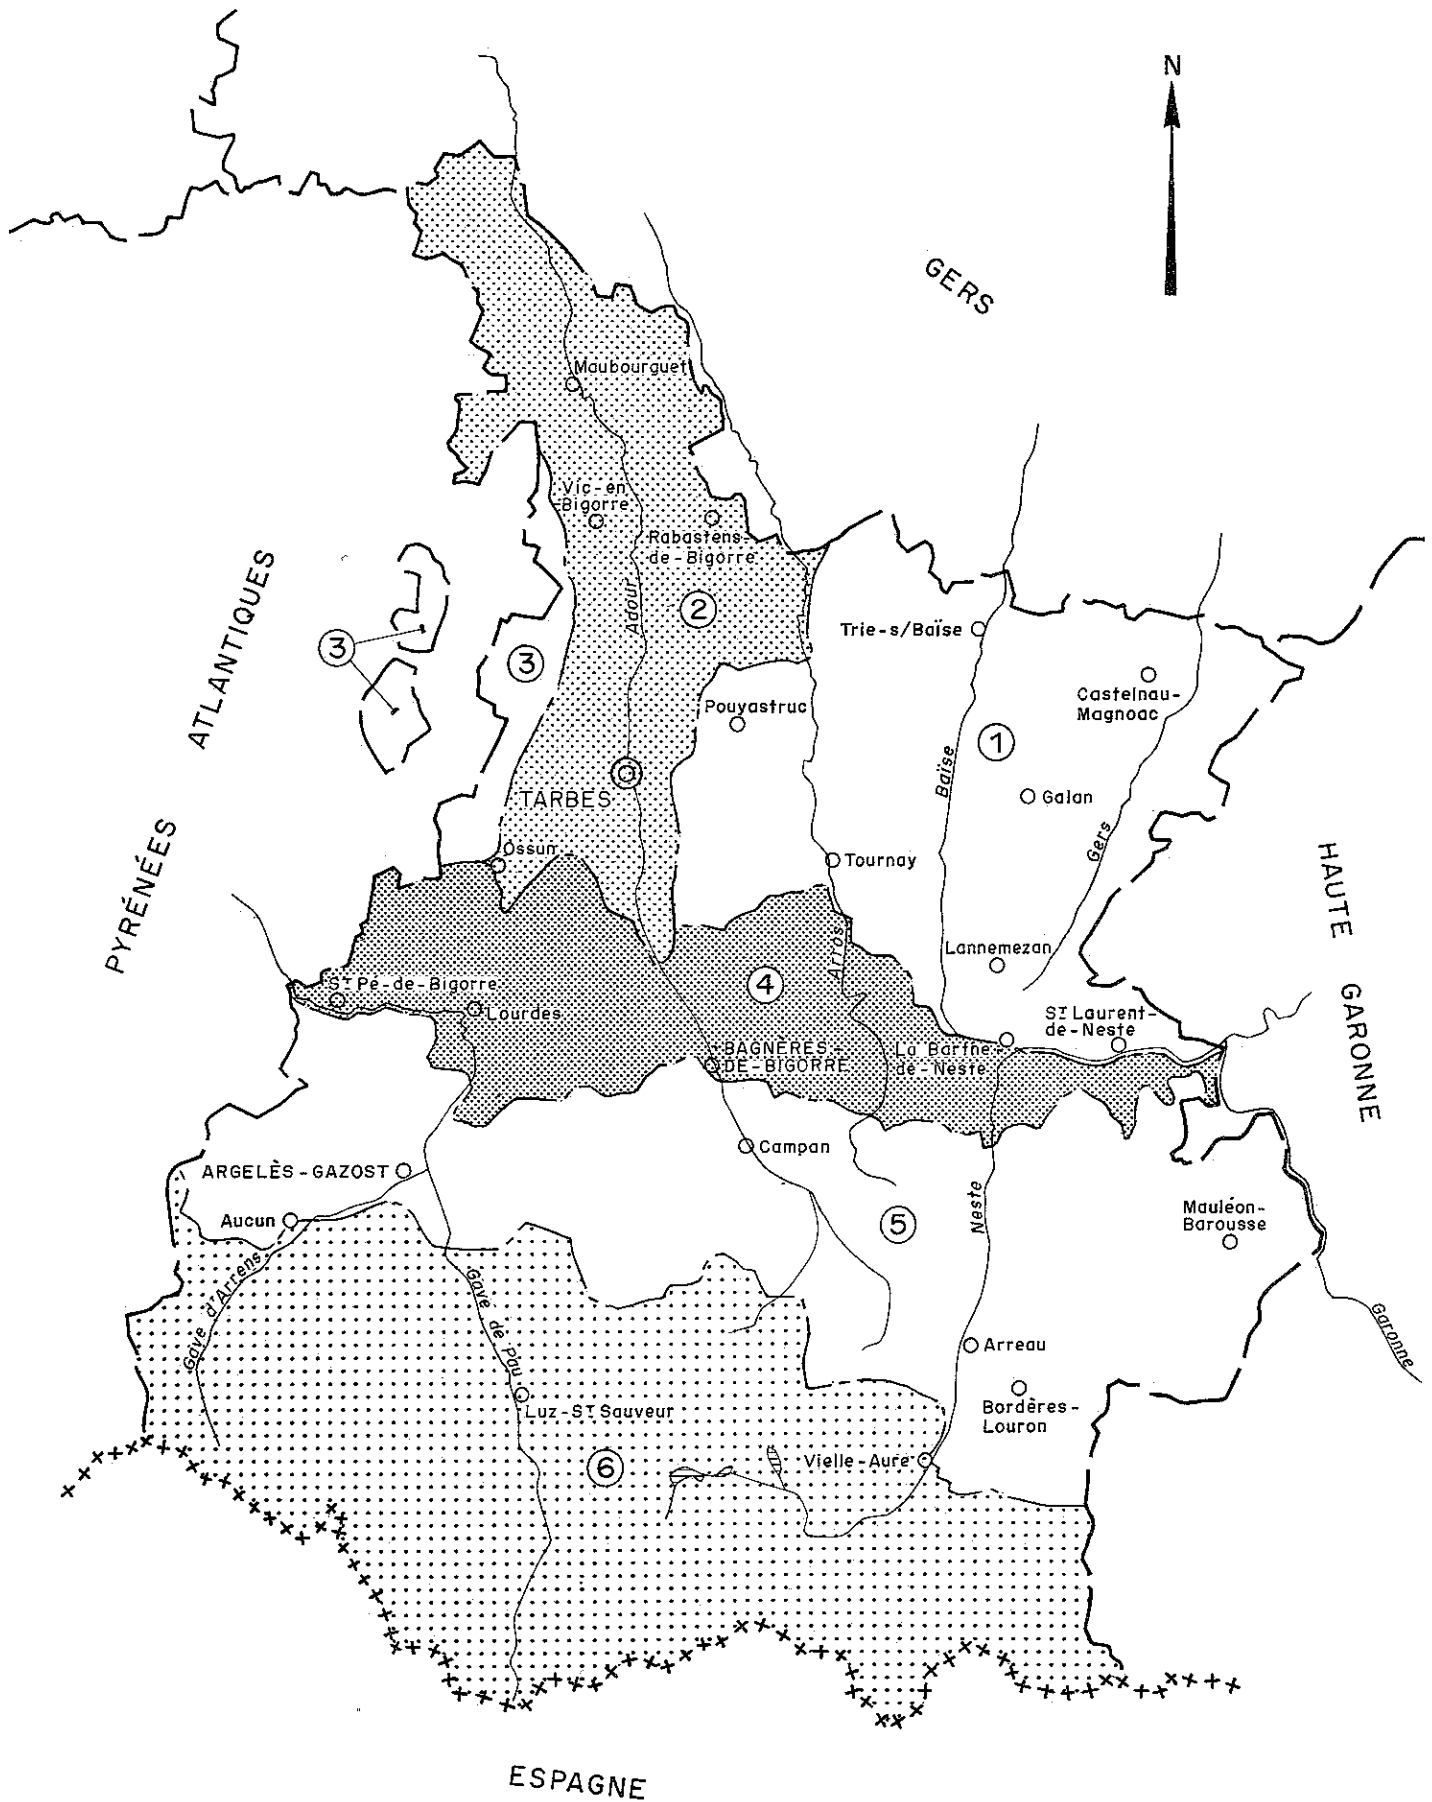 N
GERS
Maubourguet
Vic-en
Bigorre
Rabastens-
de-Bigorre
Adour
2
PYRÉNÉES ATLANTIQUES
3
3
Trie-s/Baïse
Castelnau-
Magnoac
Pouyastruc
1
Baïse
TARBES
Galan
Gers
Ossun
Tournay
HAUTE GARONNE
Arros
Lannemezan
4
ST Pé-de-Bigorre
Lourdes
ST Laurent-
de-Neste
BAGNÈRES-
DE-BIGORRE
La Barthe-
de-Neste
Campan
ARGELÈS-GAZOST
Aucun
Neste
5
Mauléon-
Barousse
Gave d'Arrens
Gave de Pau
Garonne
Arreau
Bordères-
Louron
Luz-ST Sauveur
Vielle-Aure
6
ESPAGNE